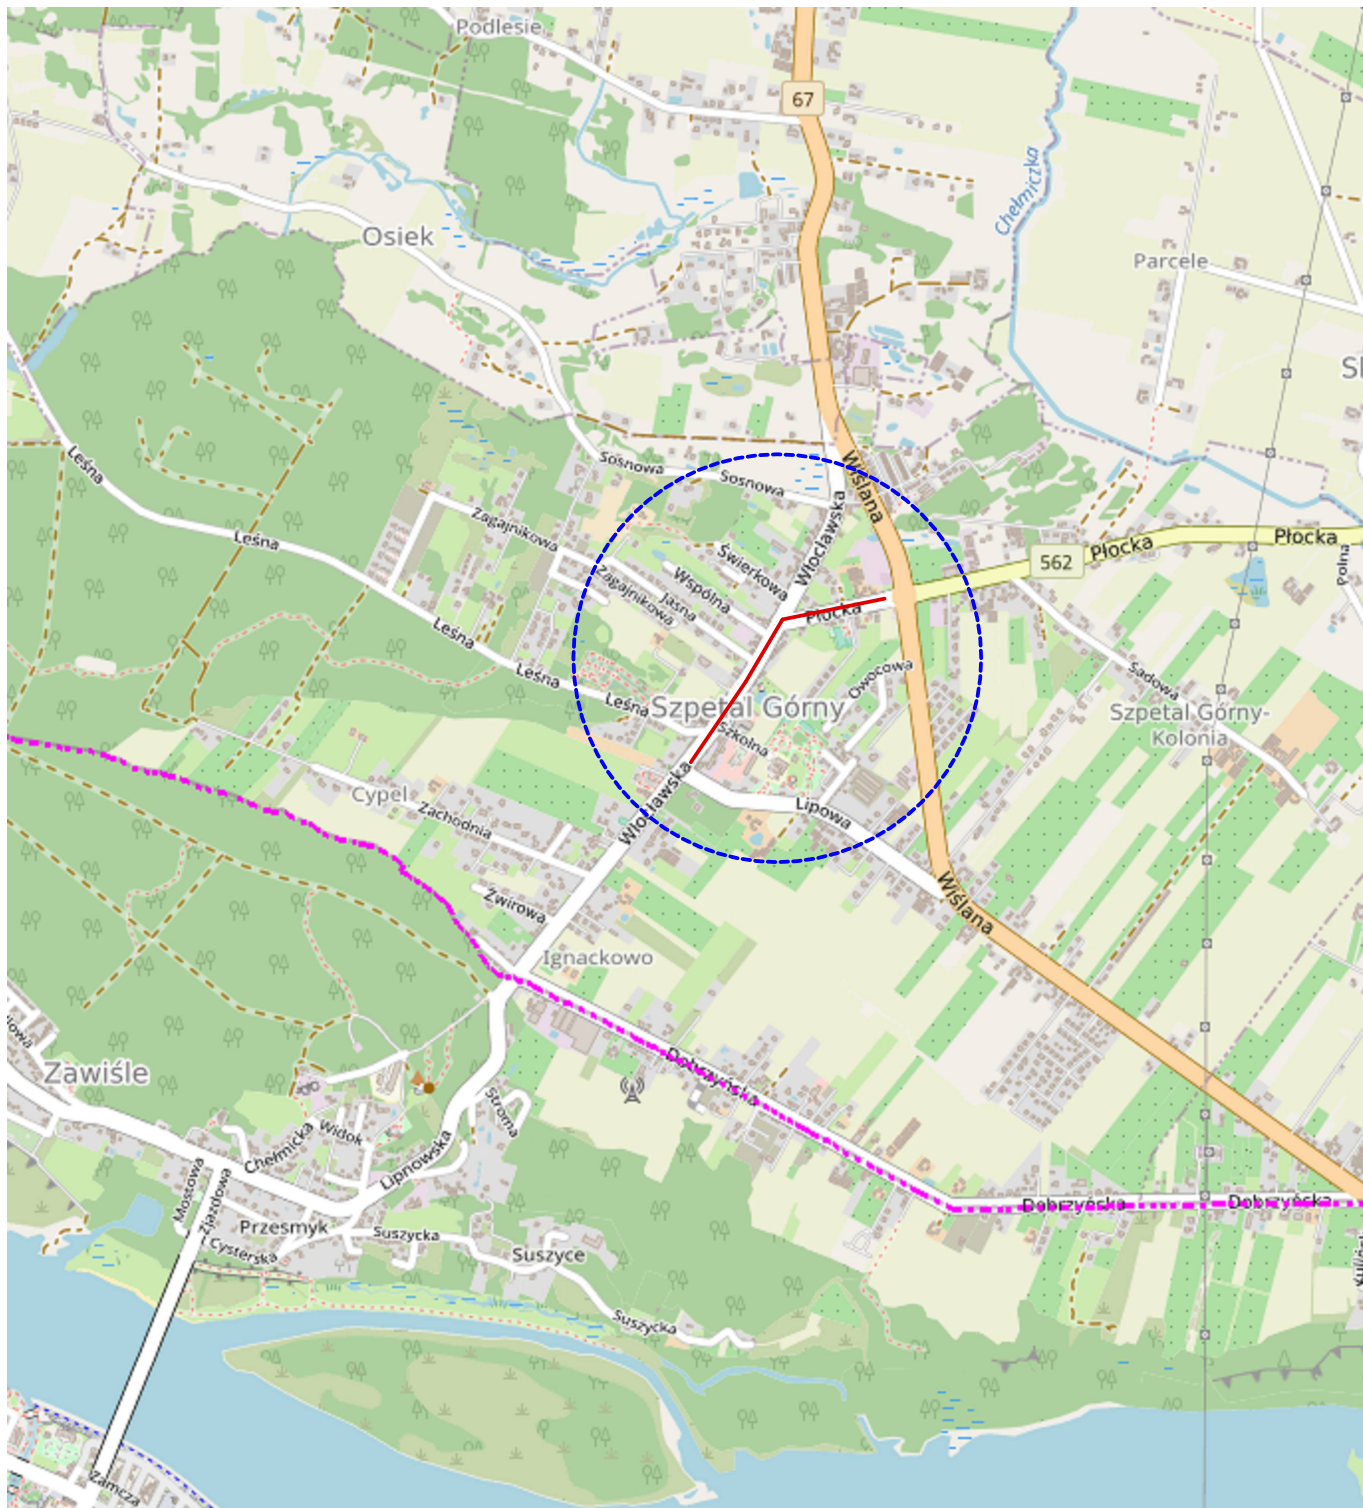 Podlesie
67
Chełmiczka
Osiek
Parcele
Sosnowa
Sosnowa
Wiślana
Leśna
Leśna
Zagajnikowa
Włocławska
Świerkowa
Wspólna
Jasna
Zagajnikowa
Płocka
562
Płocka
Płocka
Polna
Leśna
Leśna
Leśna
Owocowa
Sadowa
Szpetal Górny
Szkolna
Szpetal Górny-
Kolonia
Cypel
Zachodnia
Włocławska
Lipowa
Żwirowa
Wiślana
Ignackowo
Zawiśle
Dobrzyńska
Stroma
Widok
Chełmicka
Lipnowska
Mostowa
Zjazdowa
Przesmyk
Cysterska
Suszycka
Suszyce
Suszycka
Dobrzyńska
Dobrzyńska
Zamcza